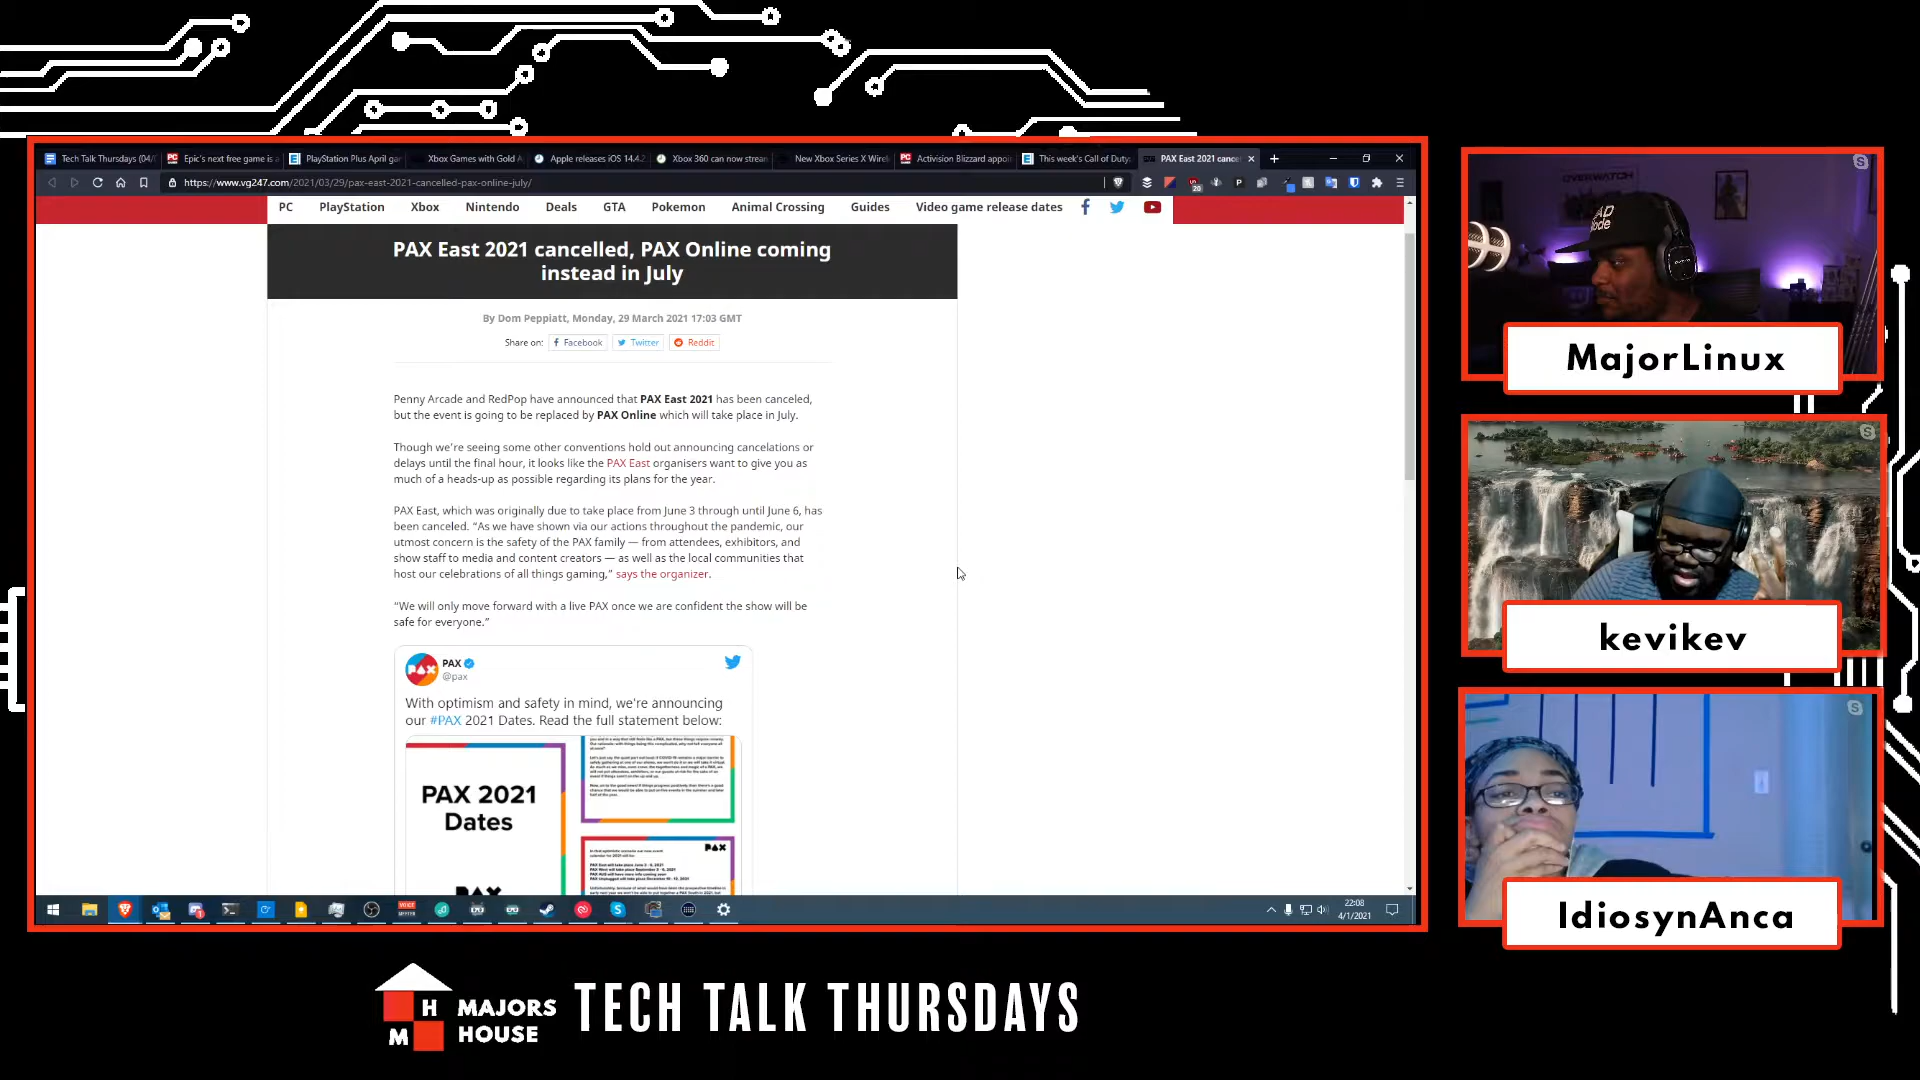 Tech Talk Thursdays (04/
Epic's next free game is a
PlayStation Plus April ga
Xbox Games with Gold A
Apple releases iOS 14.4.2
Xbox 360 can now stream
New Xbox Series X Wirel
Activision Blizzard appoi
This week's Call of Duty:
PAX East 2021 cance
https://www.vg247.com/2021/03/29/pax-east-2021-cancelled-pax-online-july/
20
PC PlayStation Xbox Nintendo Deals GTA Pokemon Animal Crossing Guides Video game release dates
PAX East 2021 cancelled, PAX Online coming
instead in July
By Dom Peppiatt, Monday, 29 March 2021 17:03 GMT
Share on: Facebook Twitter Reddit
Penny Arcade and RedPop have announced that PAX East 2021 has been canceled,
but the event is going to be replaced by PAX Online which will take place in July.
Though we're seeing some other conventions hold out announcing cancelations or
delays until the final hour, it looks like the PAX East organisers want to give you as
much of a heads-up as possible regarding its plans for the year.
PAX East, which was originally due to take place from June 3 through until June 6, has
been canceled. “As we have shown via our actions throughout the pandemic, our
utmost concern is the safety of the PAX family — from attendees, exhibitors, and
show staff to media and content creators — as well as the local communities that
host our celebrations of all things gaming,” says the organizer.
“We will only move forward with a live PAX once we are confident the show will be
safe for everyone.”
PAX
@pax
With optimism and safety in mind, we're announcing
our #PAX 2021 Dates. Read the full statement below:
PAX 2021
Dates
PAX
22:08
4/1/2021
OVERWATCH
MajorLinux
kevikev
IdiosynAnca
H
M
MAJORS
HOUSE
TECH TALK THURSDAYS